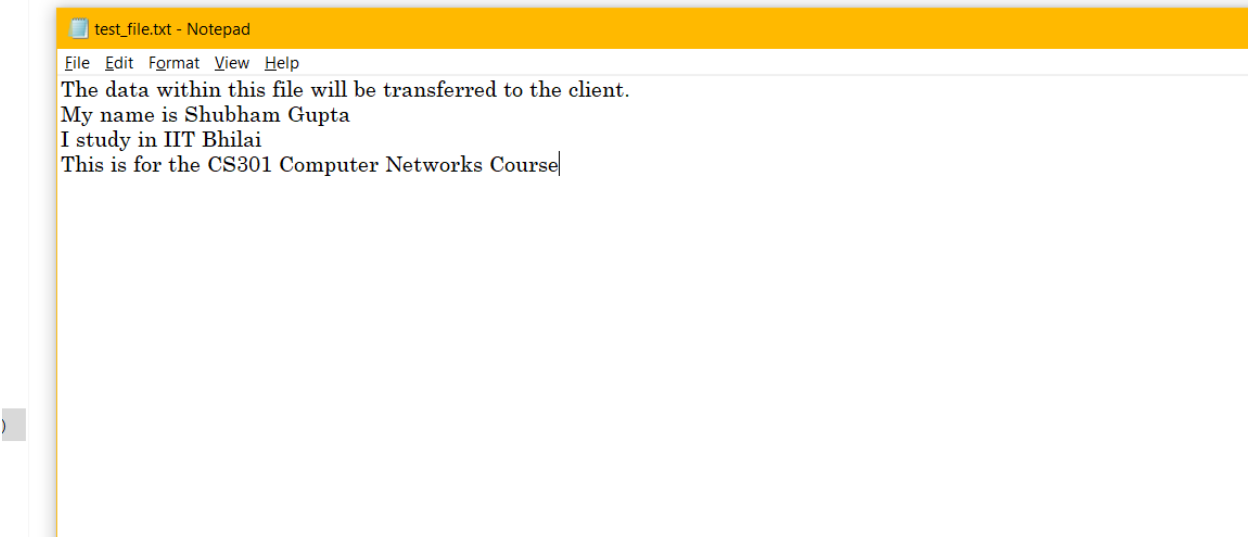 test_file.txt - Notepad
File Edit Format View Help
The data within this file will be transferred to the client.
My name is Shubham Gupta
I study in IIT Bhilai
This is for the CS301 Computer Networks Course
)